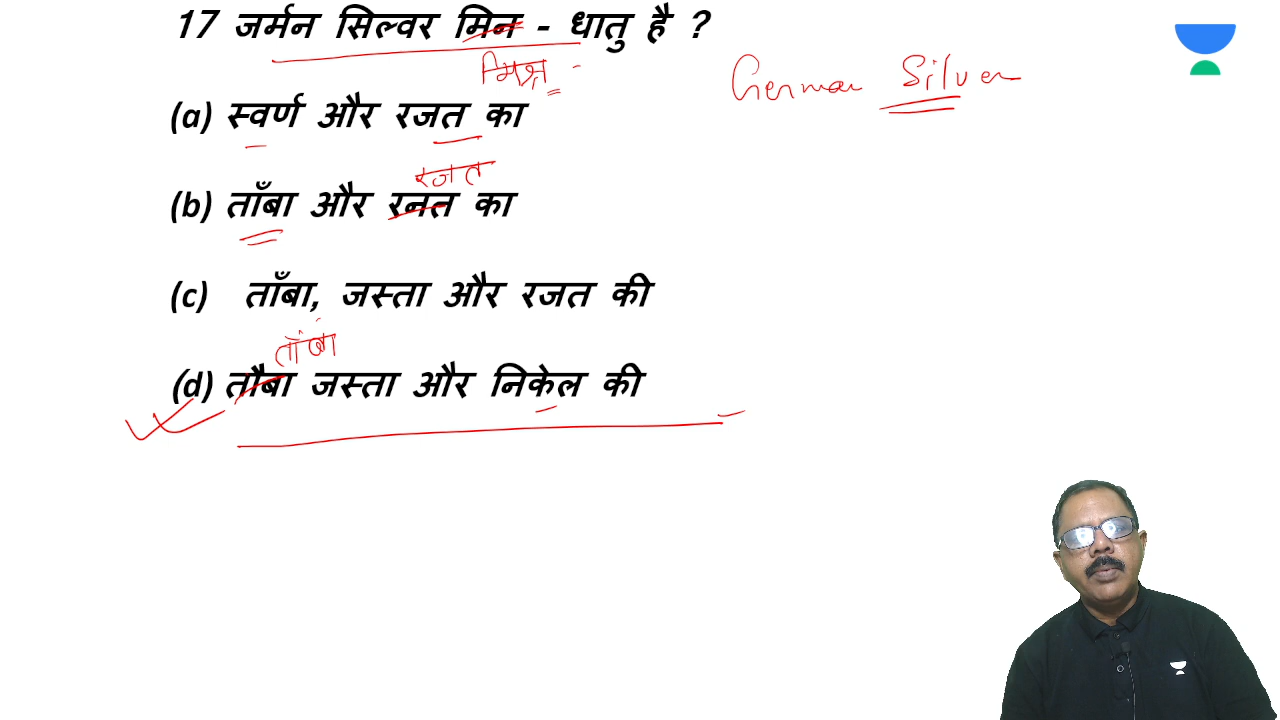 17 जर्मन सिल्वर मिन - धातु है ?
मिश्र
German Silver
(a) स्वर्ण और रजत का
रजत
(b) ताँबा और रनत का
(c) ताँबा, जस्ता और रजत की
ताँबा
(d) तौबा जस्ता और निकेल की